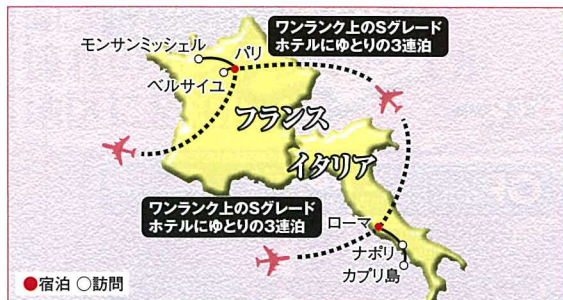 ワンランク上のSグレード
ホテルにゆとりの3連泊
モンサンミッシェル
パリ
ベルサイユ
フランス
イタリア
ワンランク上のSグレード
ホテルにゆとりの3連泊
ローマ
ナポリ
カプリ島
●宿泊 ○訪問